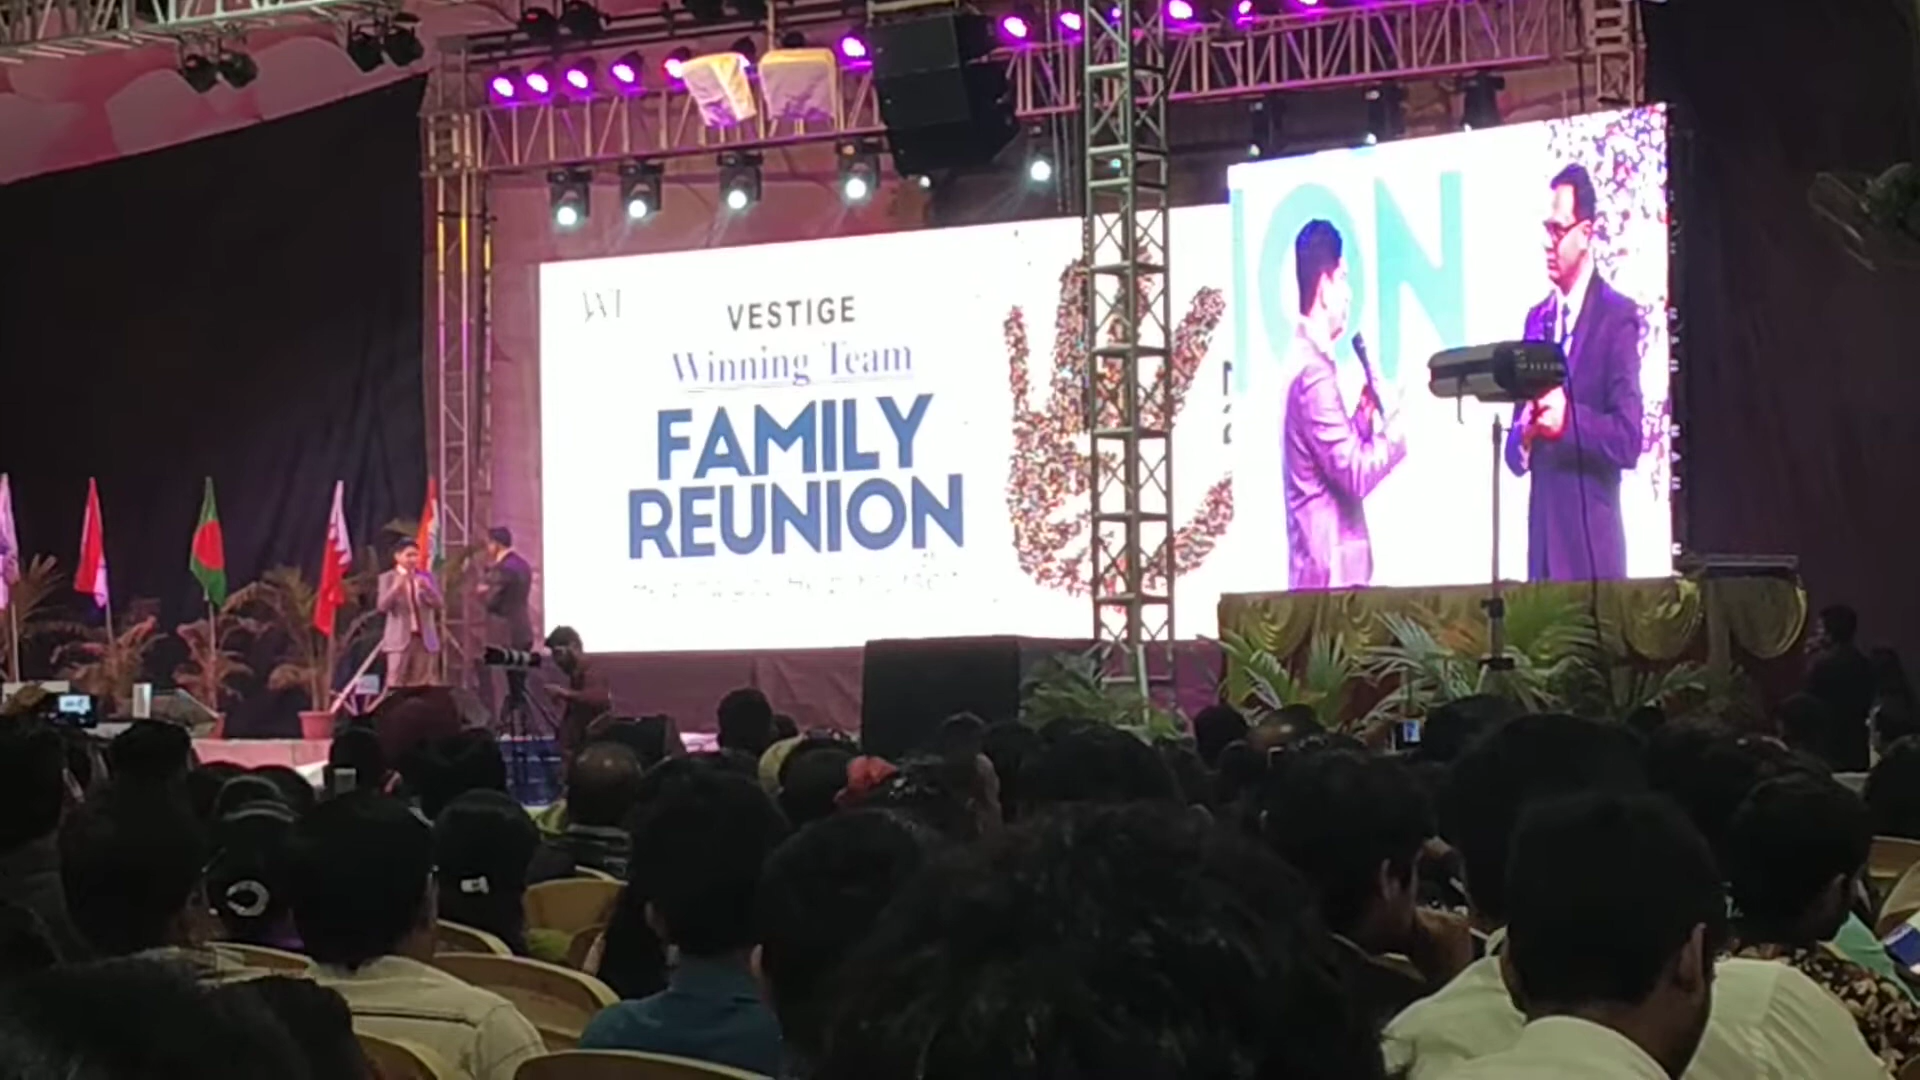 VESTIGE
Winning Team
FAMILY
REUNION
ION